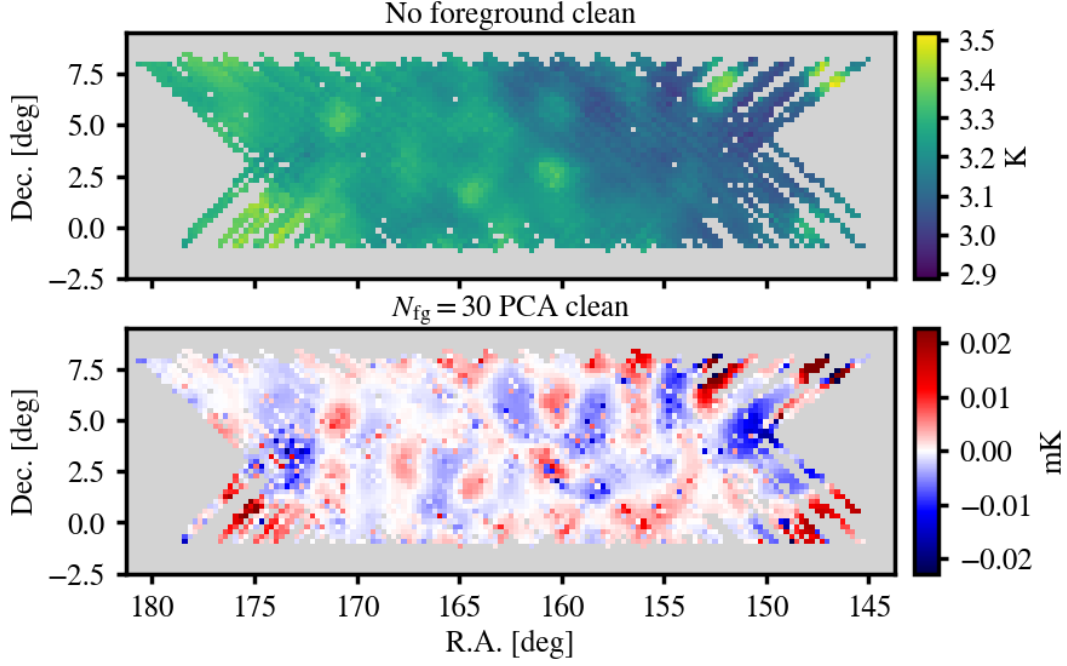 No foreground clean
7.5
5.0
2.5
0.0
−2.5
Dec. [deg]
3.5
3.4
3.3
3.2
3.1
3.0
2.9
K
N_fg = 30 PCA clean
7.5
5.0
2.5
0.0
−2.5
Dec. [deg]
0.02
0.01
0.00
−0.01
−0.02
mK
180 175 170 165 160 155 150 145
R.A. [deg]